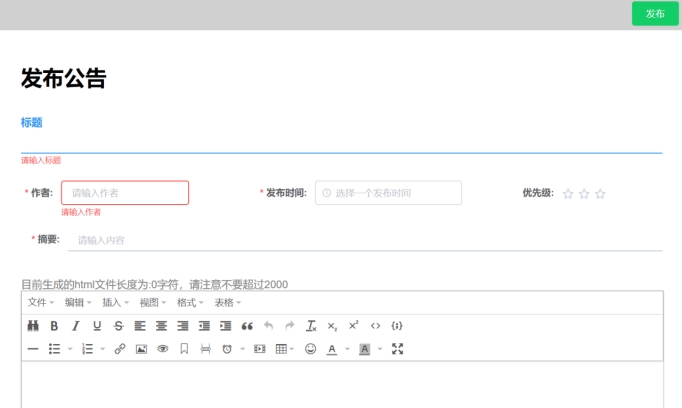 发布
发布公告
标题
请输入标题
* 作者: 请输入作者 * 发布时间: 选择一个发布时间 优先级:
请输入作者
* 摘要: 请输入内容
目前生成的html文件长度为:0字符，请注意不要超过2000
文件 编辑 插入 视图 格式 表格